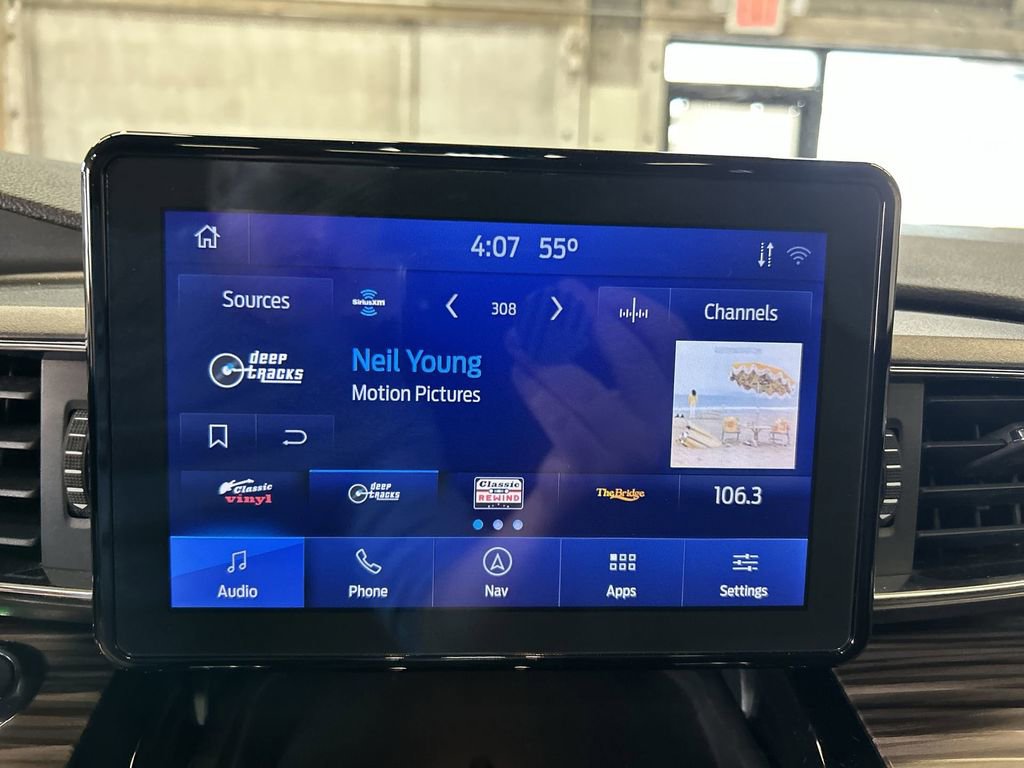 4:07 55º
Sources
SiriusXM
308
Channels
deep
tracks
Neil Young
Motion Pictures
Classic
vinyl
deep
tracks
Classic
REWIND
The Bridge
106.3
Audio
Phone
Nav
Apps
Settings